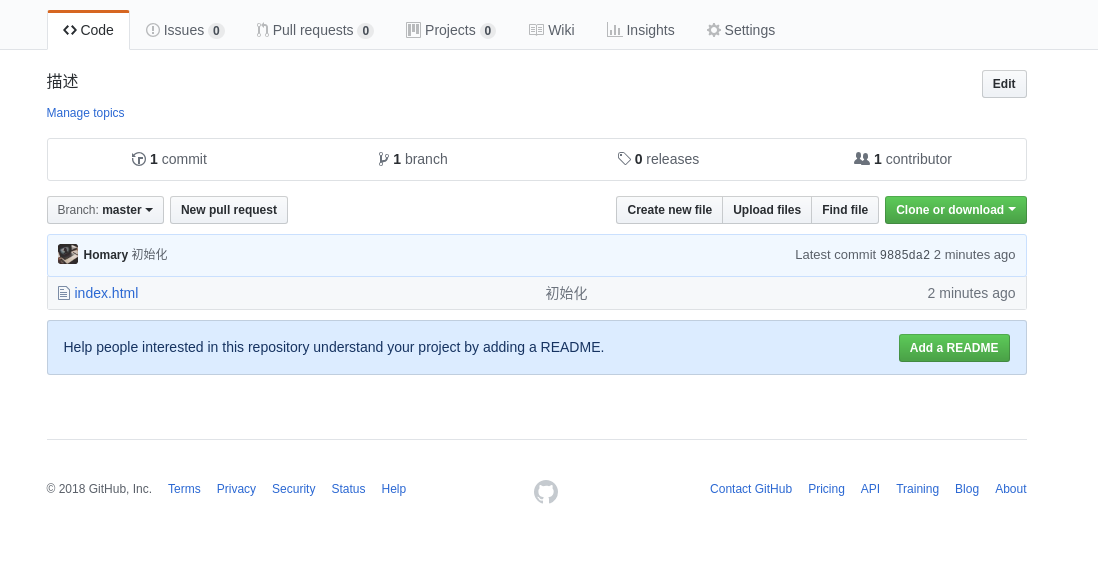 Code Issues 0 Pull requests 0 Projects 0 Wiki Insights Settings
描述 Edit
Manage topics
1 commit 1 branch 0 releases 1 contributor
Branch: master New pull request Create new file Upload files Find file Clone or download
Homary 初始化 Latest commit 9885da2 2 minutes ago
index.html 初始化 2 minutes ago
Help people interested in this repository understand your project by adding a README. Add a README
© 2018 GitHub, Inc. Terms Privacy Security Status Help Contact GitHub Pricing API Training Blog About